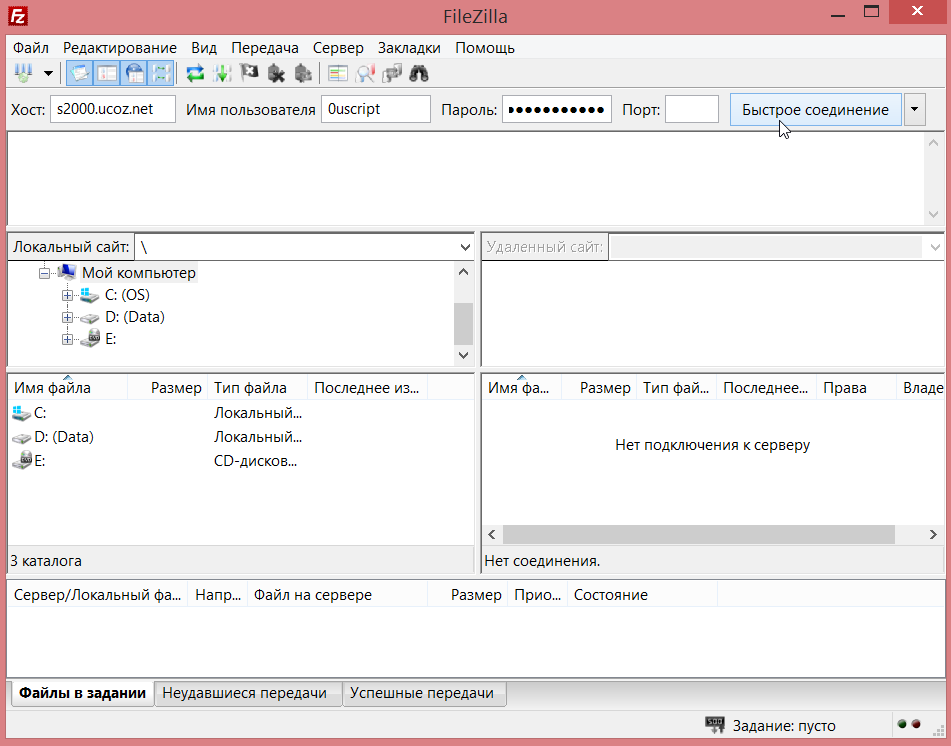 FileZilla
Файл Редактирование Вид Передача Сервер Закладки Помощь
Хост: s2000.ucoz.net Имя пользователя 0uscript Пароль: ●●●●●●●●●●● Порт: Быстрое соединение
Локальный сайт: \
Удаленный сайт:
Мой компьютер
C: (OS)
D: (Data)
E:
Имя файла Размер Тип файла Последнее из...
C: Локальный...
D: (Data) Локальный...
E: CD-дисков...
3 каталога
Имя фа... Размер Тип фай... Последнее... Права Владе
Нет подключения к серверу
Нет соединения.
Сервер/Локальный фа... Напр... Файл на сервере Размер Прио... Состояние
Файлы в задании Неудавшиеся передачи Успешные передачи
Задание: пусто